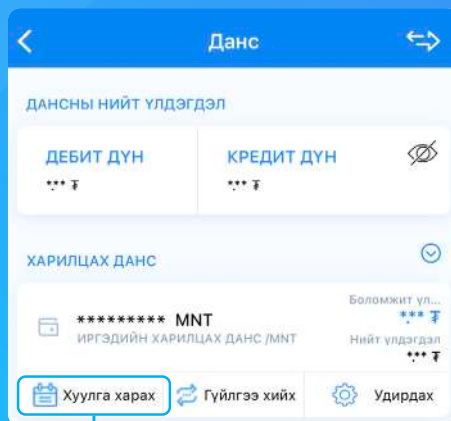 Данс
ДАНСНЫ НИЙТ ҮЛДЭГДЭЛ
ДЕБИТ ДҮН
*.** ₮
КРЕДИТ ДҮН
*.** ₮
ХАРИЛЦАХ ДАНС
********* MNT
ИРГЭДИЙН ХАРИЛЦАХ ДАНС /MNT
Боломжит үл...
*.** ₮
Нийт үлдэгдэл
*.** ₮
Хуулга харах
Гүйлгээ хийх
Удирдах